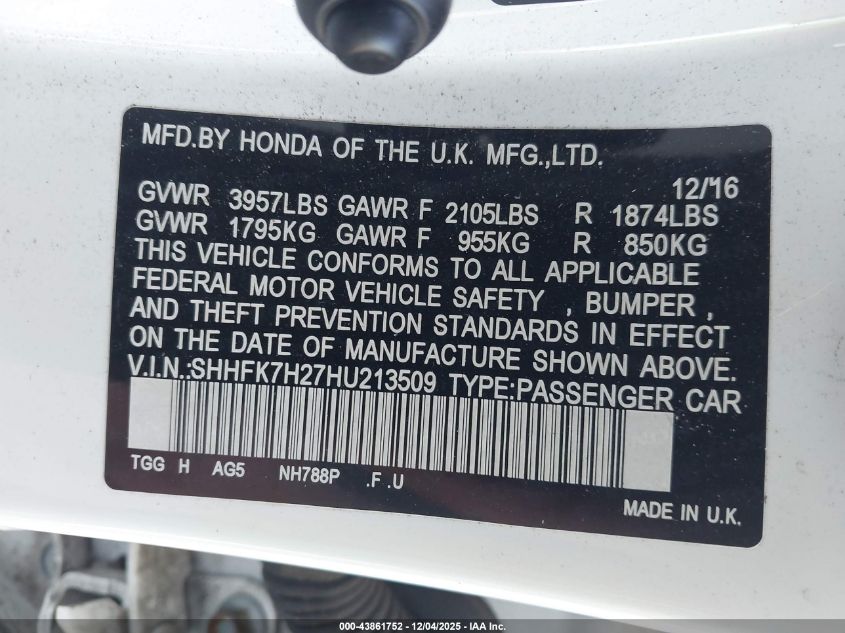 MFD.BY HONDA OF THE U.K. MFG.,LTD.
12/'16
GVWR 3957LBS GAWR F 2105LBS R 1874LBS
GVWR 1795KG GAWR F 955KG R 850KG
THIS VEHICLE CONFORMS TO ALL APPLICABLE
FEDERAL MOTOR VEHICLE SAFETY , BUMPER ,
AND THEFT PREVENTION STANDARDS IN EFFECT
ON THE DATE OF MANUFACTURE SHOWN ABOVE.
V.I.N.:SHHFK7H27HU213509 TYPE:PASSENGER CAR
TGG H AG5 NH788P .F .U
MADE IN U.K.
000-43861752 - 12/04/2025 - IAA Inc.